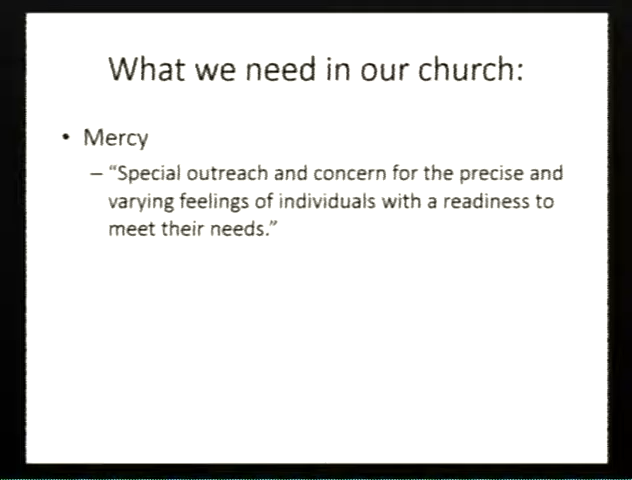 What we need in our church:
• Mercy
– “Special outreach and concern for the precise and
varying feelings of individuals with a readiness to
meet their needs.”